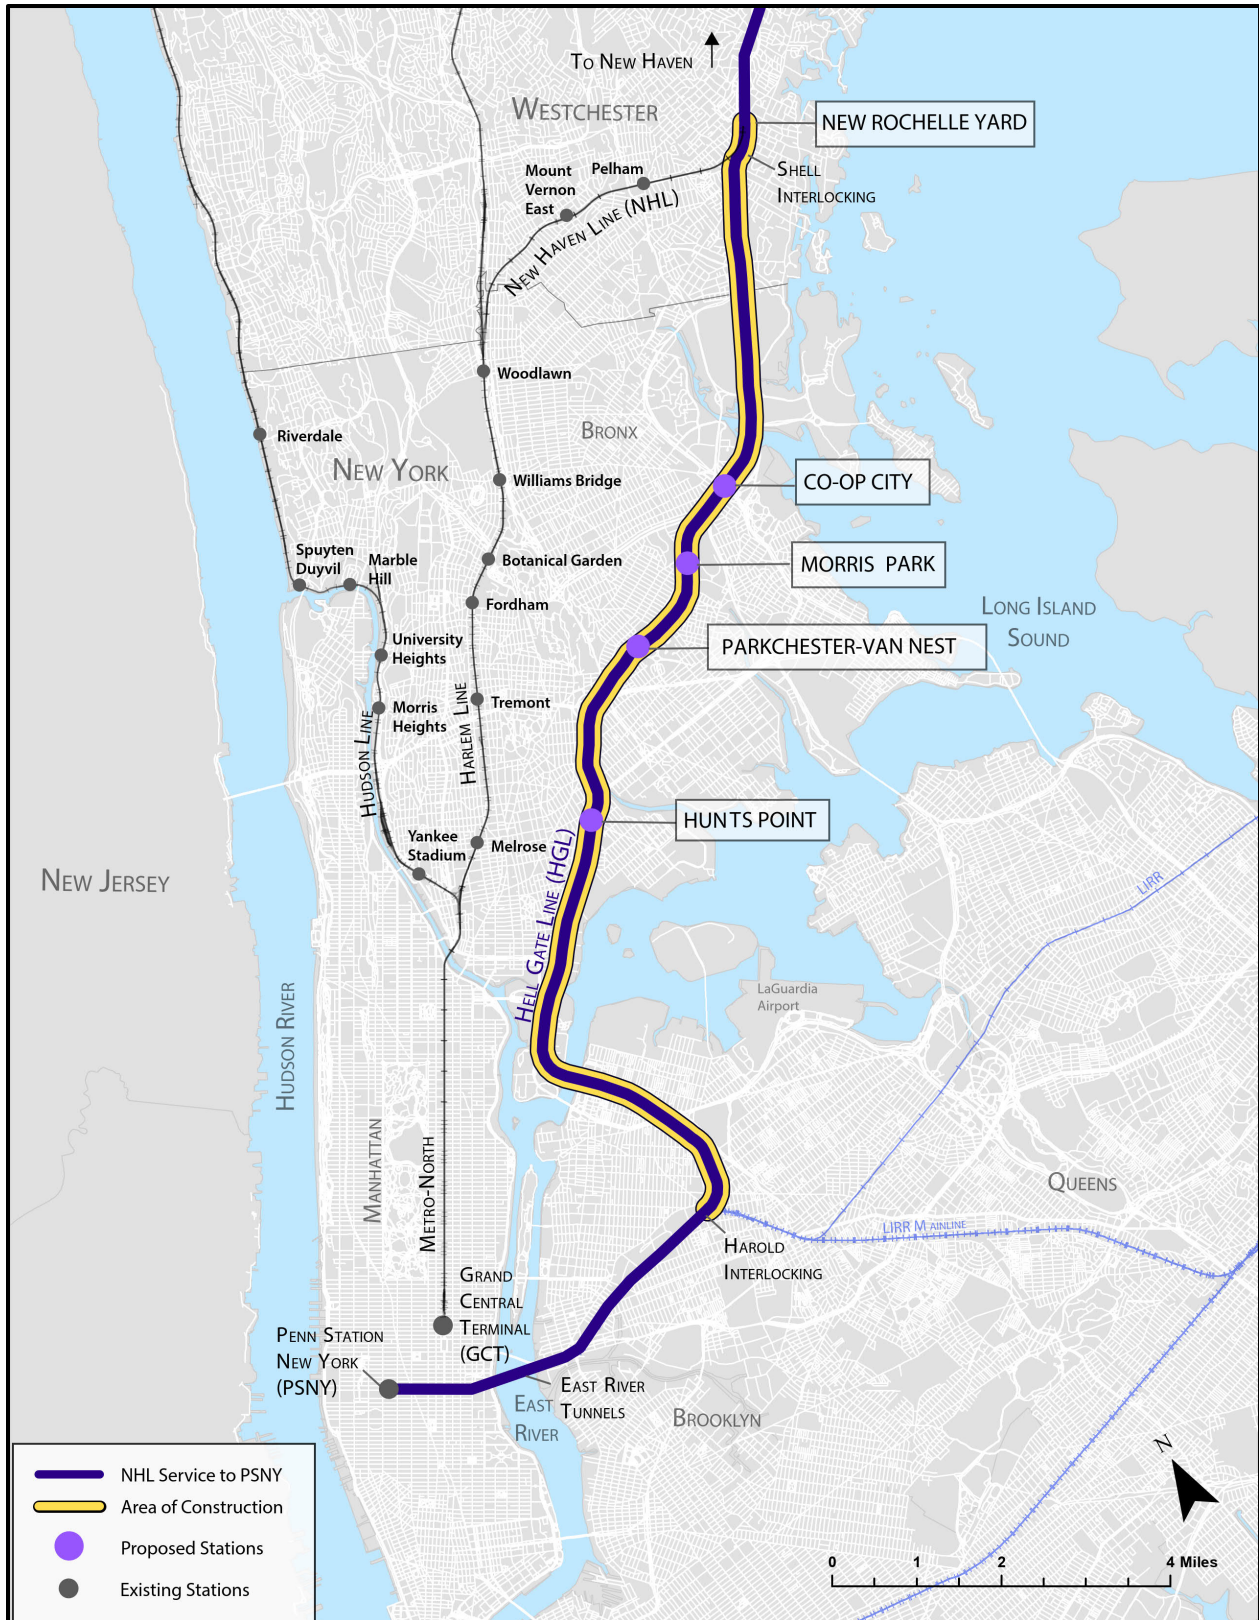 To New Haven
Westchester
NEW ROCHELLE YARD
Mount
Vernon
East
Pelham
Shell
Interlocking
New Haven Line (NHL)
Woodlawn
Riverdale
Bronx
New York
Williams Bridge
CO-OP CITY
Spuyten
Duyvil
Marble
Hill
Botanical Garden
MORRIS PARK
Fordham
Long Island
Sound
University
Heights
PARKCHESTER-VAN NEST
Morris
Heights
Tremont
Hudson Line
Harlem Line
HUNTS POINT
Yankee
Stadium
Melrose
New Jersey
LIRR
Hell Gate Line (HGL)
LaGuardia
Airport
Hudson River
Manhattan
Metro-North
Queens
LIRR Mainline
Harold
Interlocking
Grand
Central
Terminal
(GCT)
Penn Station
New York
(PSNY)
East River
Tunnels
East
River
Brooklyn
N
NHL Service to PSNY
Area of Construction
Proposed Stations
Existing Stations
0 1 2 4 Miles